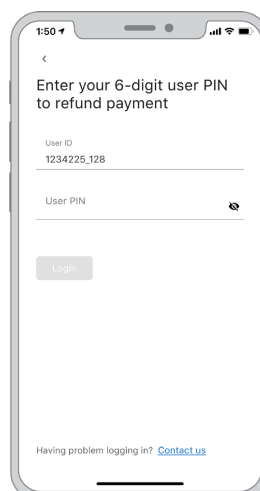 1:50
Enter your 6-digit user PIN
to refund payment
User ID
1234225_128
User PIN
Login
Having problem logging in? Contact us